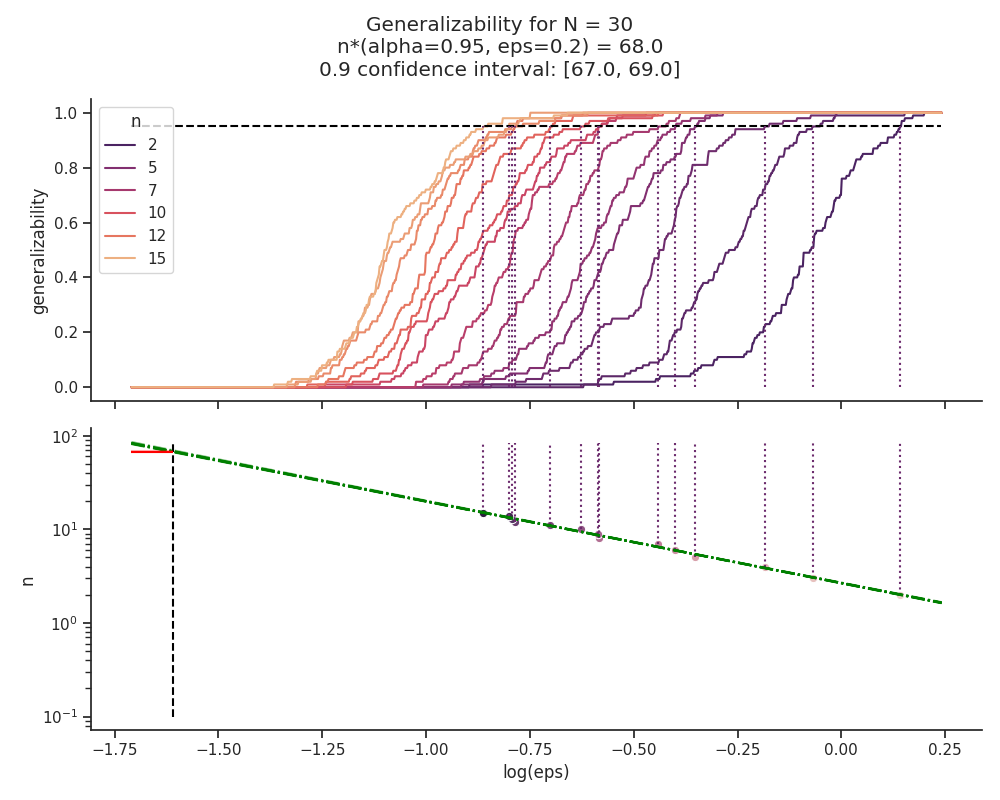 Generalizability for N = 30
n*(alpha=0.95, eps=0.2) = 68.0
0.9 confidence interval: [67.0, 69.0]
generalizability
1.0
0.8
0.6
0.4
0.2
0.0
n
2
5
7
10
12
15
n
10²
10¹
10⁰
10⁻¹
−1.75 −1.50 −1.25 −1.00 −0.75 −0.50 −0.25 0.00 0.25
log(eps)